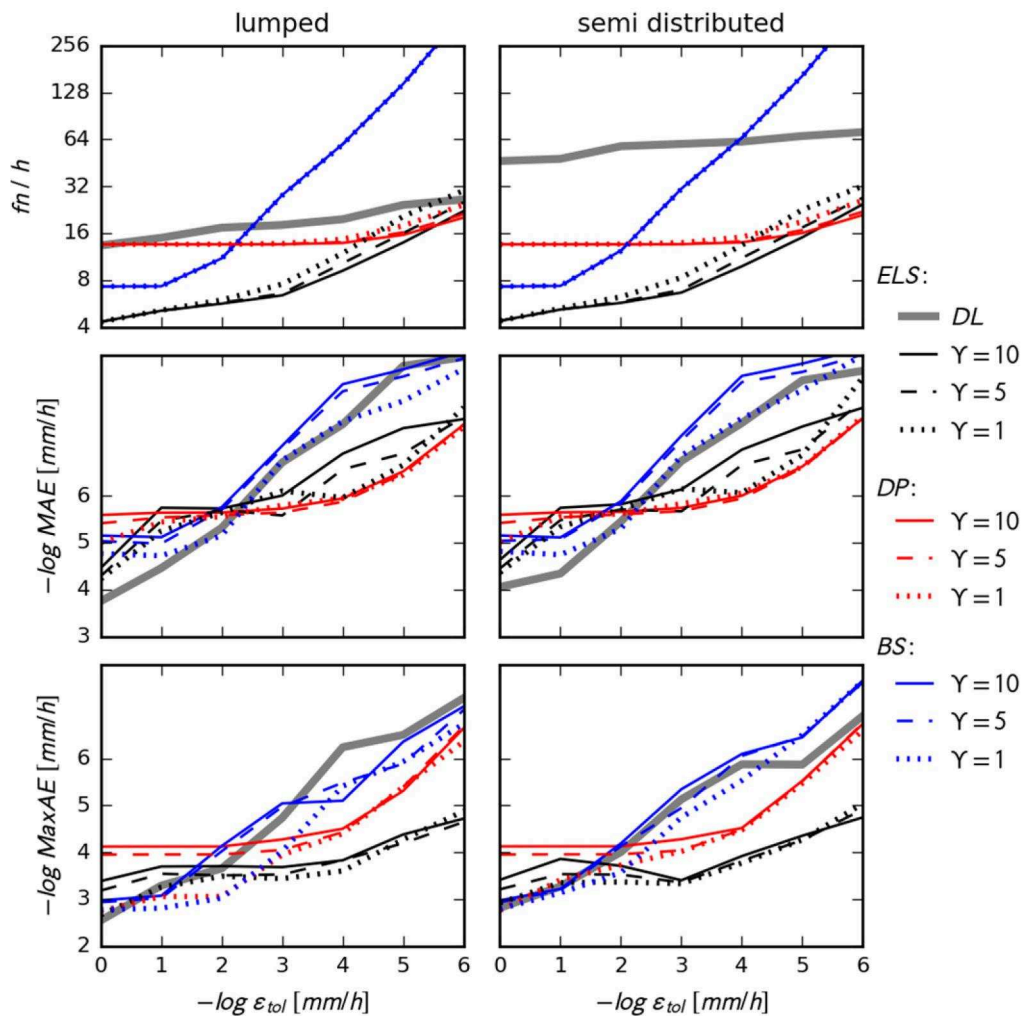 lumped
semi distributed
256
128
64
32
16
8
4
fn / h
6
5
4
3
−log MAE [mm/h]
6
5
4
3
2
−log MaxAE [mm/h]
0 1 2 3 4 5 6
0 1 2 3 4 5 6
−log ε_tol [mm/h]
−log ε_tol [mm/h]
ELS:
DL
ϒ = 10
ϒ = 5
ϒ = 1
DP:
ϒ = 10
ϒ = 5
ϒ = 1
BS:
ϒ = 10
ϒ = 5
ϒ = 1